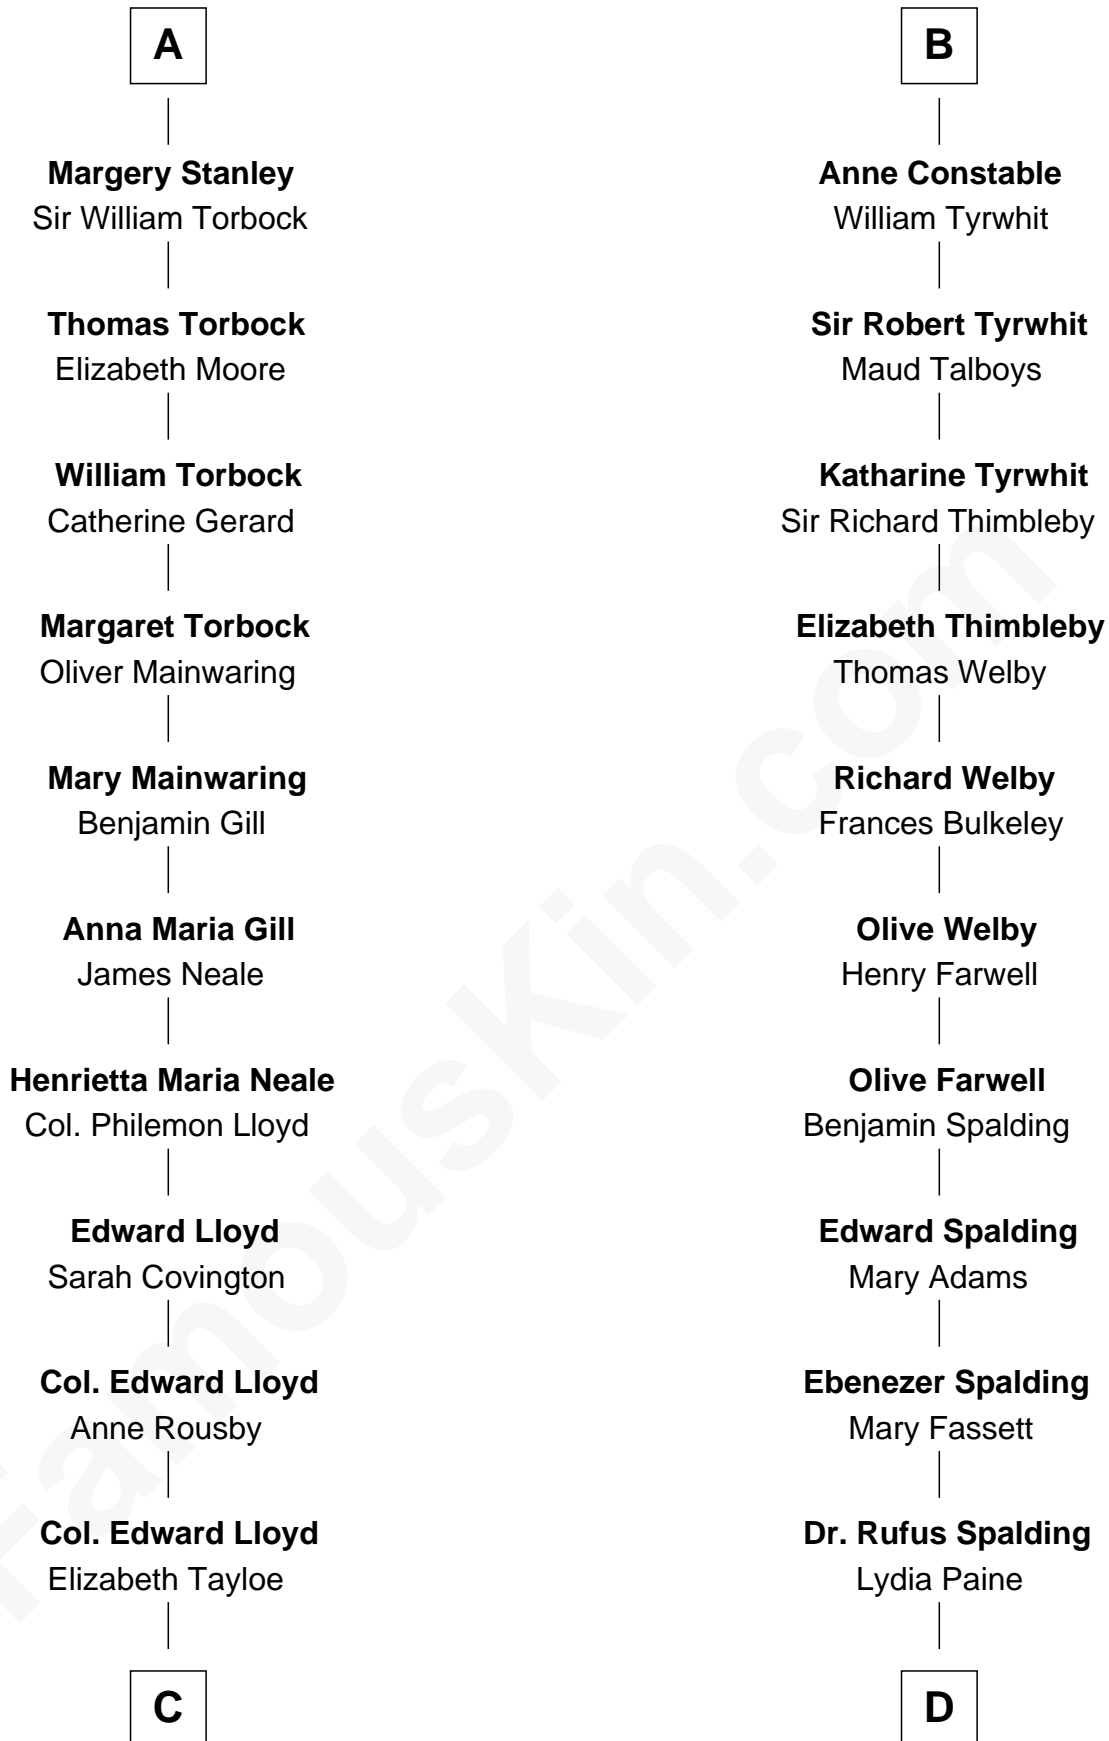 A
Margery Stanley
Sir William Torbock
Thomas Torbock
Elizabeth Moore
William Torbock
Catherine Gerard
Margaret Torbock
Oliver Mainwaring
Mary Mainwaring
Benjamin Gill
Anna Maria Gill
James Neale
Henrietta Maria Neale
Col. Philemon Lloyd
Edward Lloyd
Sarah Covington
Col. Edward Lloyd
Anne Rousby
Col. Edward Lloyd
Elizabeth Tayloe
C
B
Anne Constable
William Tyrwhit
Sir Robert Tyrwhit
Maud Talboys
Katharine Tyrwhit
Sir Richard Thimbleby
Elizabeth Thimbleby
Thomas Welby
Richard Welby
Frances Bulkeley
Olive Welby
Henry Farwell
Olive Farwell
Benjamin Spalding
Edward Spalding
Mary Adams
Ebenezer Spalding
Mary Fassett
Dr. Rufus Spalding
Lydia Paine
D
FamousKin.com